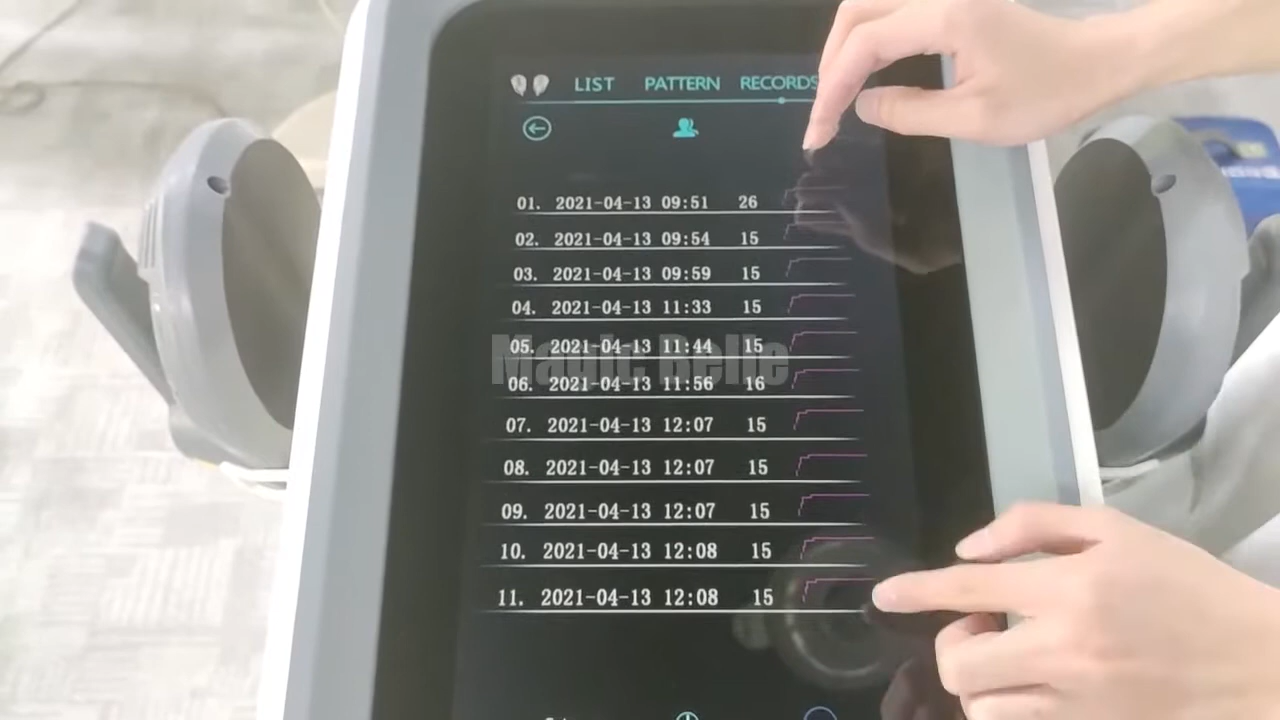 LIST PATTERN RECORDS
01. 2021-04-13 09:51 26
02. 2021-04-13 09:54 15
03. 2021-04-13 09:59 15
04. 2021-04-13 11:33 15
05. 2021-04-13 11:44 15
Magic Belle
06. 2021-04-13 11:56 16
07. 2021-04-13 12:07 15
08. 2021-04-13 12:07 15
09. 2021-04-13 12:07 15
10. 2021-04-13 12:08 15
11. 2021-04-13 12:08 15